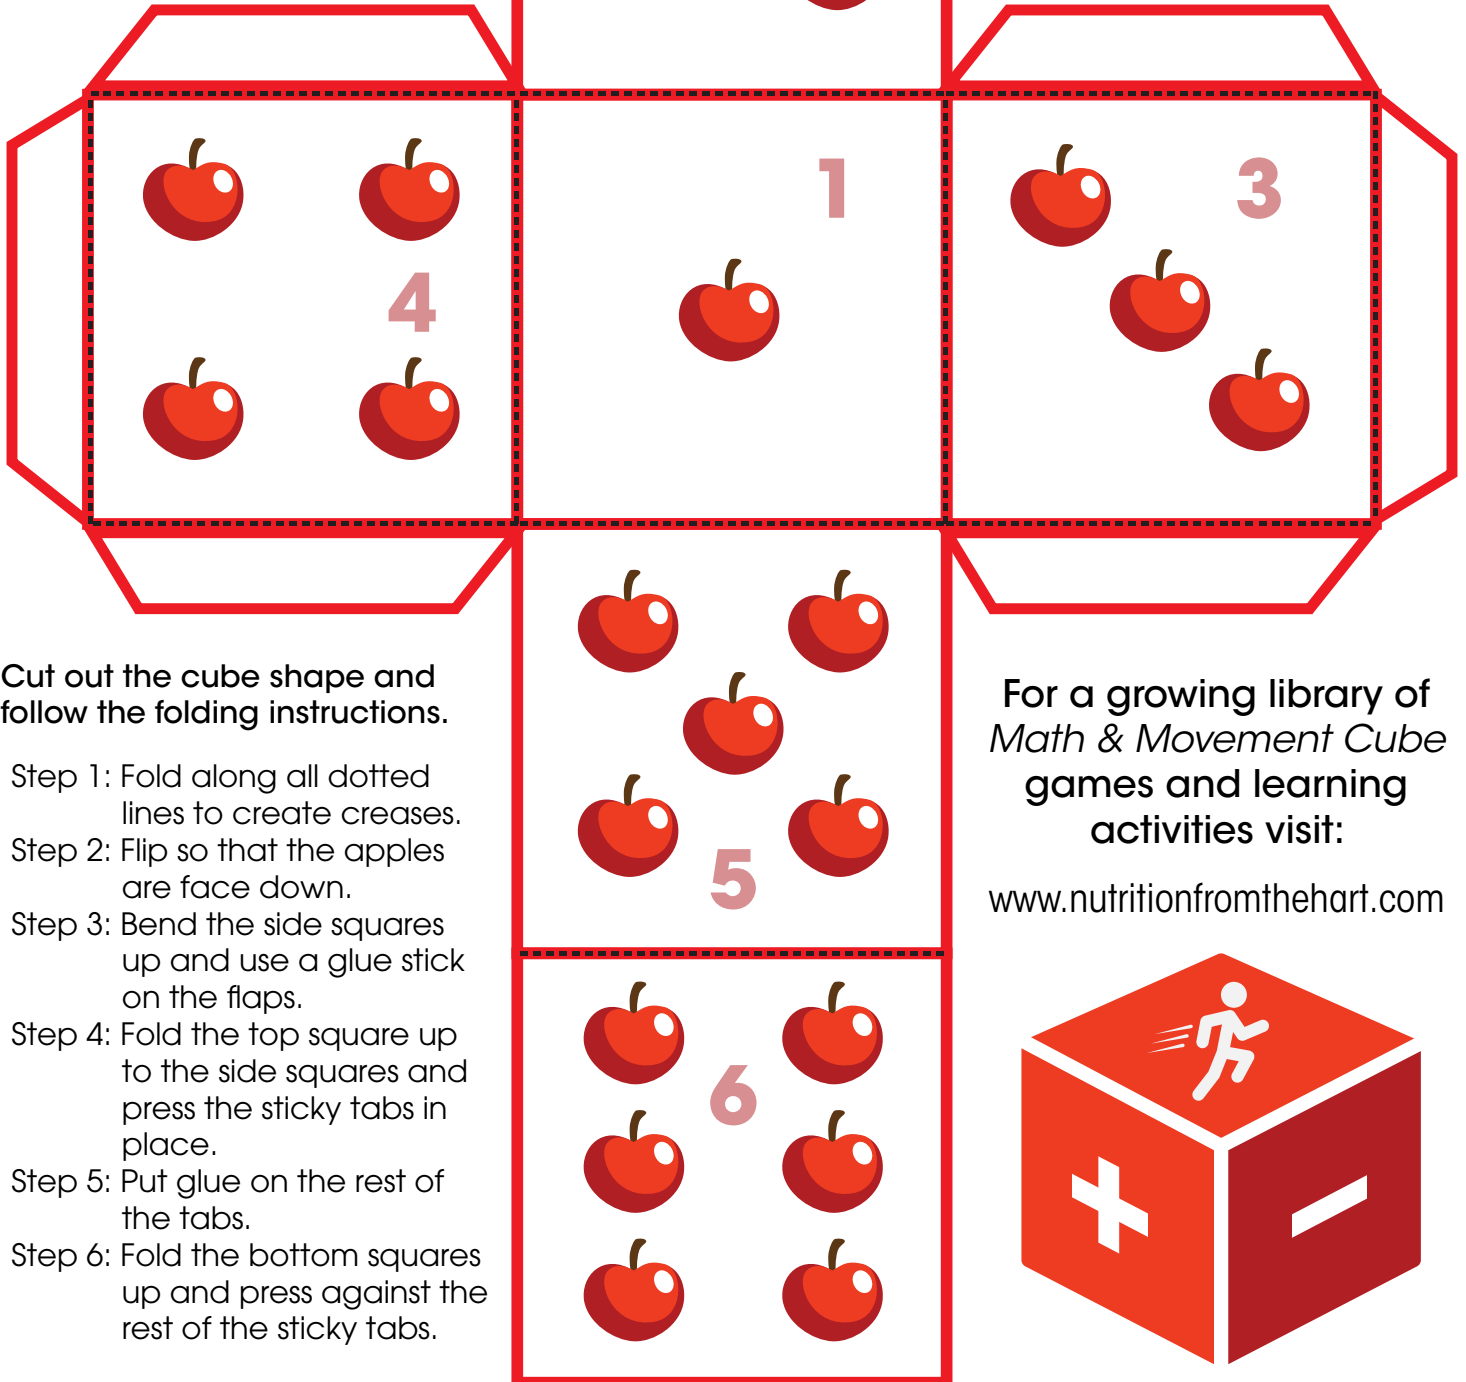 1
3
4
5
6
Cut out the cube shape and
follow the folding instructions.
Step 1: Fold along all dotted
lines to create creases.
Step 2: Flip so that the apples
are face down.
Step 3: Bend the side squares
up and use a glue stick
on the flaps.
Step 4: Fold the top square up
to the side squares and
press the sticky tabs in
place.
Step 5: Put glue on the rest of
the tabs.
Step 6: Fold the bottom squares
up and press against the
rest of the sticky tabs.
For a growing library of
Math & Movement Cube
games and learning
activities visit:
www.nutritionfromthehart.com
+
-